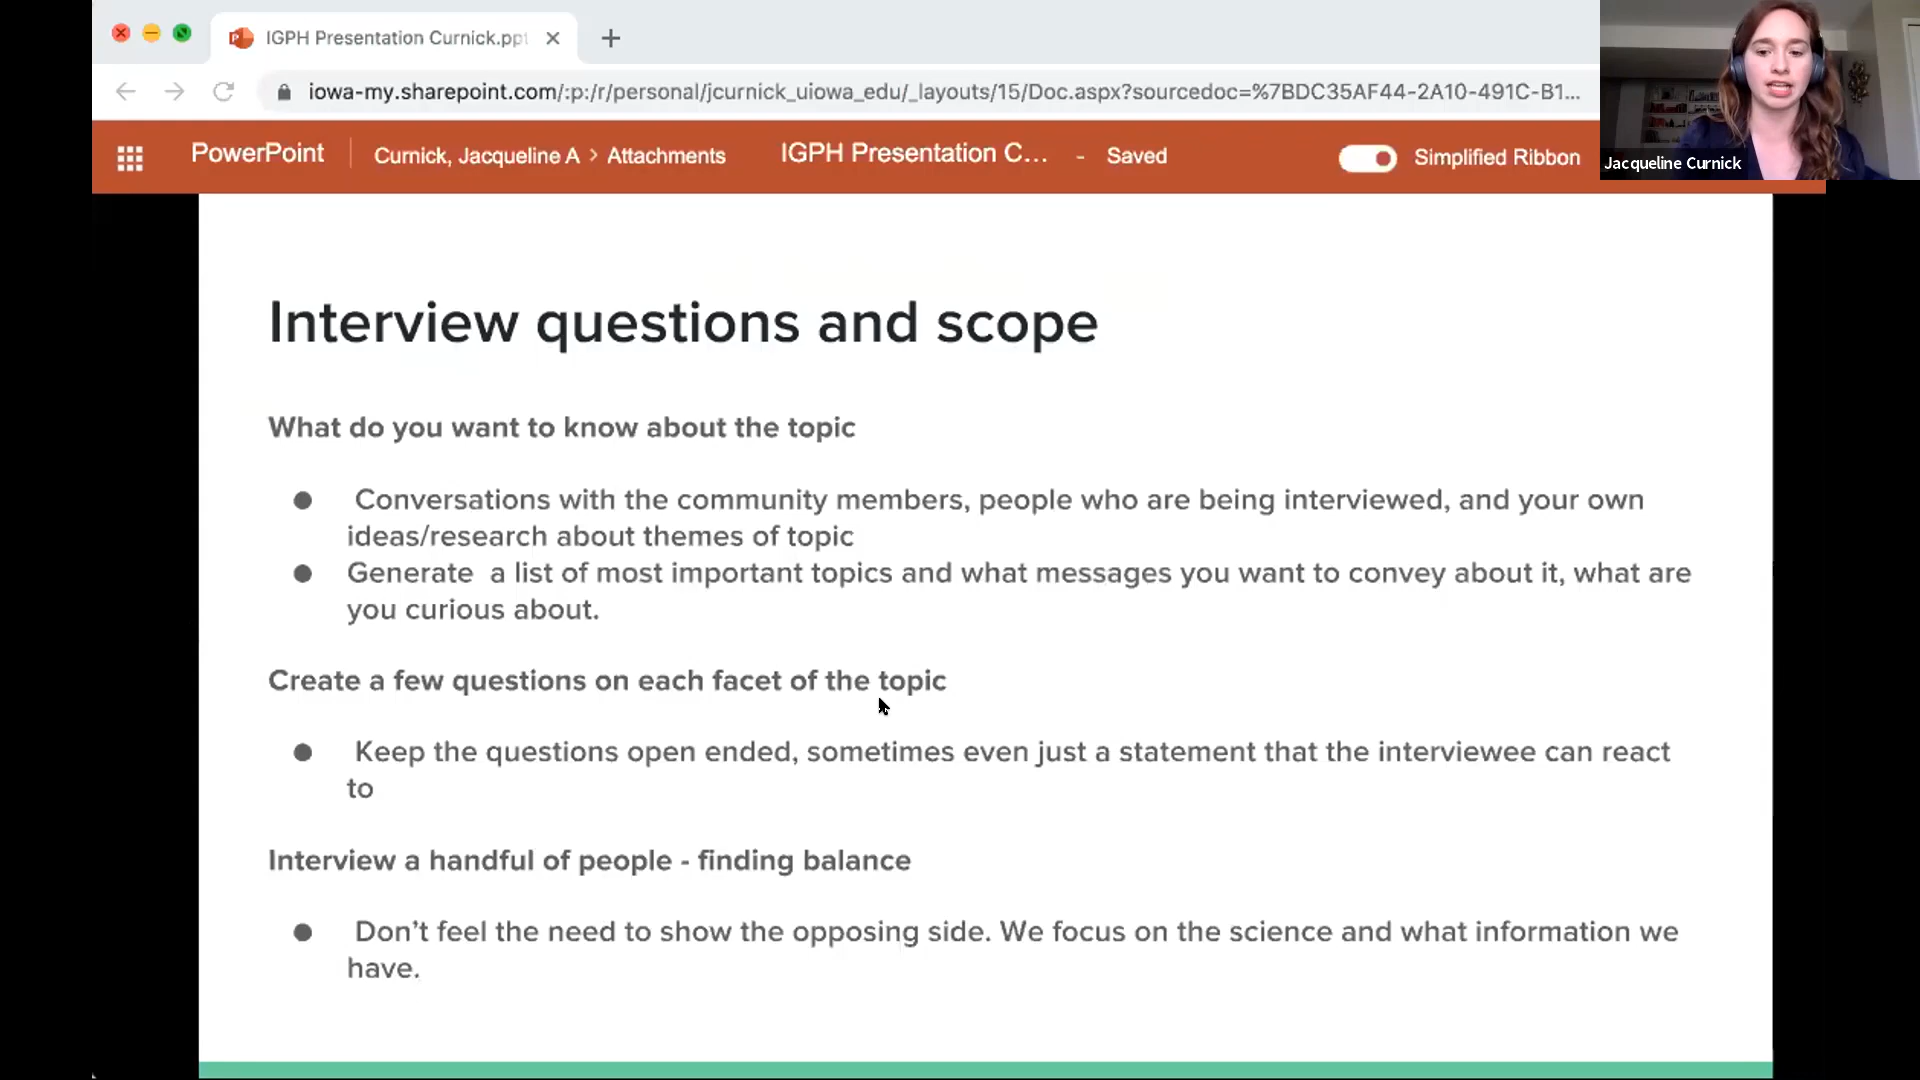 IGPH Presentation Curnick.ppt
iowa-my.sharepoint.com/:p:/r/personal/jcurnick_uiowa_edu/_layouts/15/Doc.aspx?sourcedoc=%7BDC35AF44-2A10-491C-B1...
PowerPoint Curnick, Jacqueline A > Attachments IGPH Presentation C... - Saved Simplified Ribbon
Jacqueline Curnick
Interview questions and scope
What do you want to know about the topic
● Conversations with the community members, people who are being interviewed, and your own
ideas/research about themes of topic
● Generate a list of most important topics and what messages you want to convey about it, what are
you curious about.
Create a few questions on each facet of the topic
● Keep the questions open ended, sometimes even just a statement that the interviewee can react
to
Interview a handful of people - finding balance
● Don't feel the need to show the opposing side. We focus on the science and what information we
have.